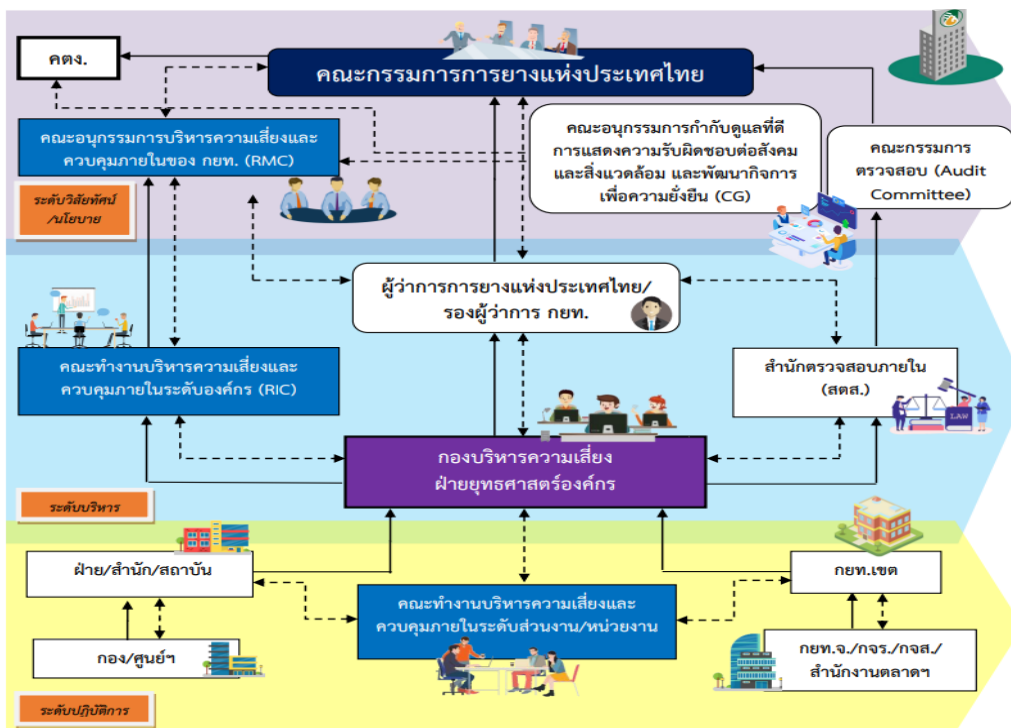 คตง.
คณะกรรมการการยางแห่งประเทศไทย
คณะอนุกรรมการบริหารความเสี่ยงและ
ควบคุมภายในของ กยท. (RMC)
คณะอนุกรรมการกำกับดูแลที่ดี
การแสดงความรับผิดชอบต่อสังคม
และสิ่งแวดล้อม และพัฒนากิจการ
เพื่อความยั่งยืน (CG)
คณะกรรมการ
ตรวจสอบ (Audit
Committee)
ระดับวิสัยทัศน์
/นโยบาย
ผู้ว่าการการยางแห่งประเทศไทย/
รองผู้ว่าการ กยท.
คณะทำงานบริหารความเสี่ยงและ
ควบคุมภายในระดับองค์กร (RIC)
สำนักตรวจสอบภายใน
(สตส.)
LAW
กองบริหารความเสี่ยง
ฝ่ายยุทธศาสตร์องค์กร
ระดับบริหาร
ฝ่าย/สำนัก/สถาบัน
กยท.เขต
คณะทำงานบริหารความเสี่ยงและ
ควบคุมภายในระดับส่วนงาน/หน่วยงาน
กอง/ศูนย์ฯ
กยท.จ./กจร./กจส./
สำนักงานตลาดฯ
ระดับปฏิบัติการ